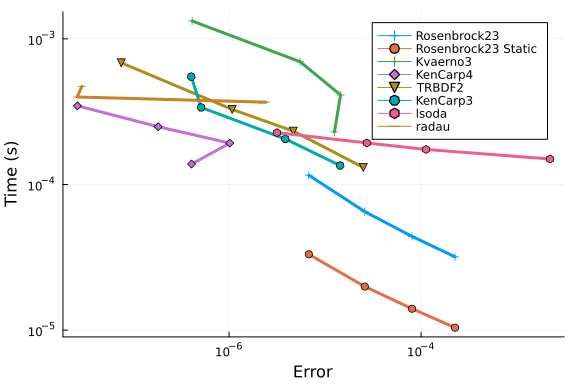 Time (s)
10⁻³
10⁻⁴
10⁻⁵
Rosenbrock23
Rosenbrock23 Static
Kvaerno3
KenCarp4
TRBDF2
KenCarp3
lsoda
radau
10⁻⁶
10⁻⁴
Error